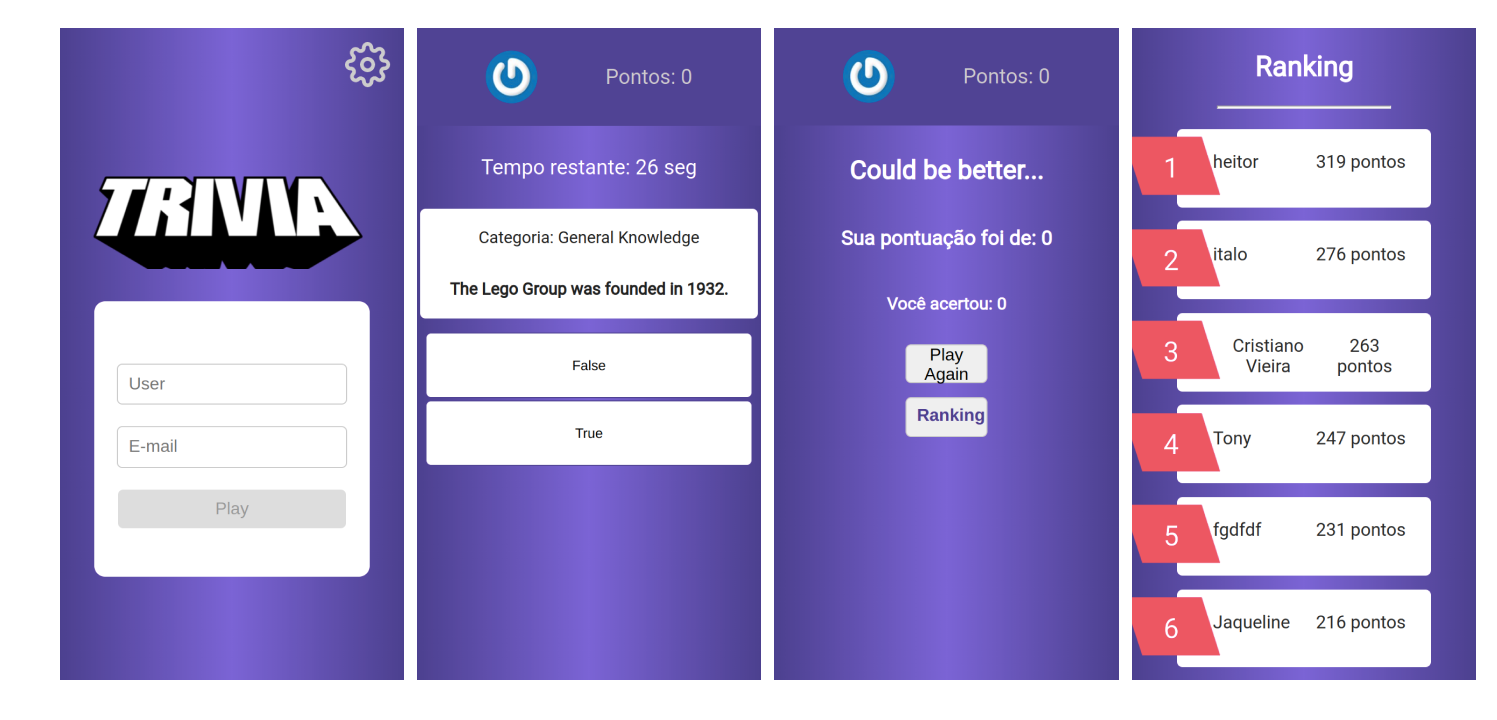 TRIVIA
User
E-mail
Play
Pontos: 0
Tempo restante: 26 seg
Categoria: General Knowledge
The Lego Group was founded in 1932.
False
True
Pontos: 0
Could be better...
Sua pontuação foi de: 0
Você acertou: 0
Play
Again
Ranking
Ranking
1 heitor 319 pontos
2 italo 276 pontos
3 Cristiano Vieira 263 pontos
4 Tony 247 pontos
5 fgdfdf 231 pontos
6 Jaqueline 216 pontos